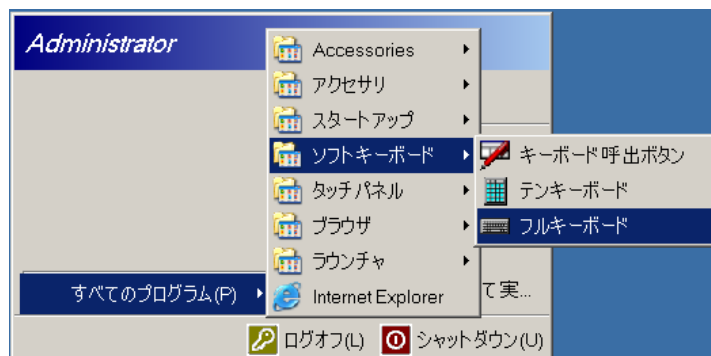 Administrator
Accessories
アクセサリ
スタートアップ
ソフトキーボード
キーボード呼出ボタン
テンキーボード
フルキーボード
タッチパネル
ブラウザ
ラウンチャ
Internet Explorer
すべてのプログラム(P)
て実...
ログオフ(L)
シャットダウン(U)